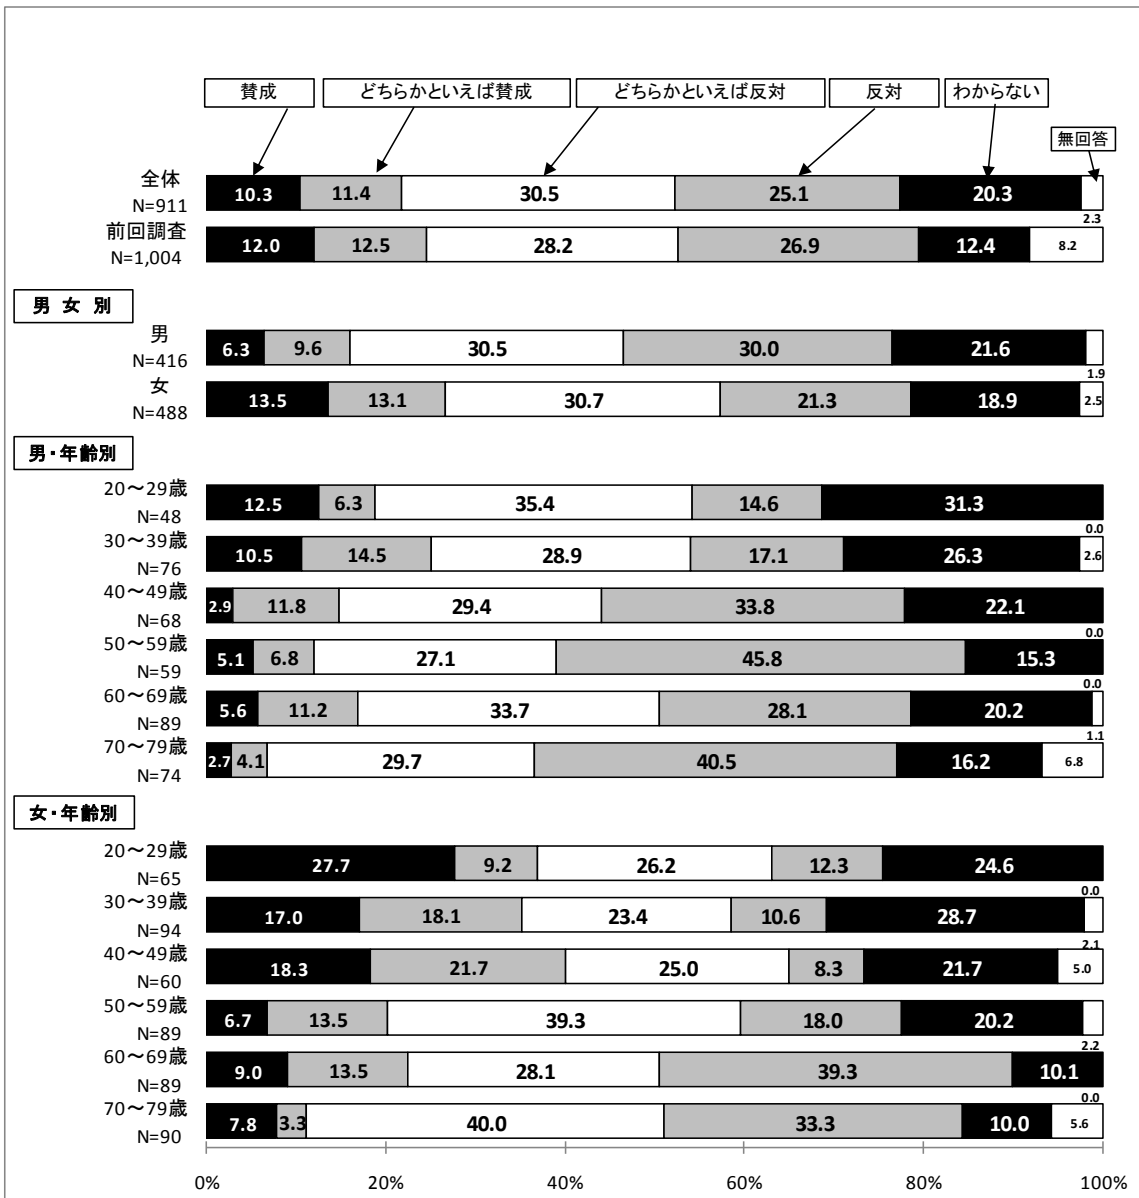 賛成 どちらかといえば賛成 どちらかといえば反対 反対 わからない
無回答
全体
N=911
10.3 11.4 30.5 25.1 20.3
2.3
前回調査
N=1,004
12.0 12.5 28.2 26.9 12.4 8.2
男 女 別
男
N=416
6.3 9.6 30.5 30.0 21.6
1.9
女
N=488
13.5 13.1 30.7 21.3 18.9 2.5
男・年齢別
20～29歳
N=48
12.5 6.3 35.4 14.6 31.3
0.0
30～39歳
N=76
10.5 14.5 28.9 17.1 26.3 2.6
40～49歳
N=68
2.9 11.8 29.4 33.8 22.1
0.0
50～59歳
N=59
5.1 6.8 27.1 45.8 15.3
0.0
60～69歳
N=89
5.6 11.2 33.7 28.1 20.2
1.1
70～79歳
N=74
2.7 4.1 29.7 40.5 16.2 6.8
女・年齢別
20～29歳
N=65
27.7 9.2 26.2 12.3 24.6
0.0
30～39歳
N=94
17.0 18.1 23.4 10.6 28.7
2.1
40～49歳
N=60
18.3 21.7 25.0 8.3 21.7 5.0
50～59歳
N=89
6.7 13.5 39.3 18.0 20.2
2.2
60～69歳
N=89
9.0 13.5 28.1 39.3 10.1
0.0
70～79歳
N=90
7.8 3.3 40.0 33.3 10.0 5.6
0% 20% 40% 60% 80% 100%